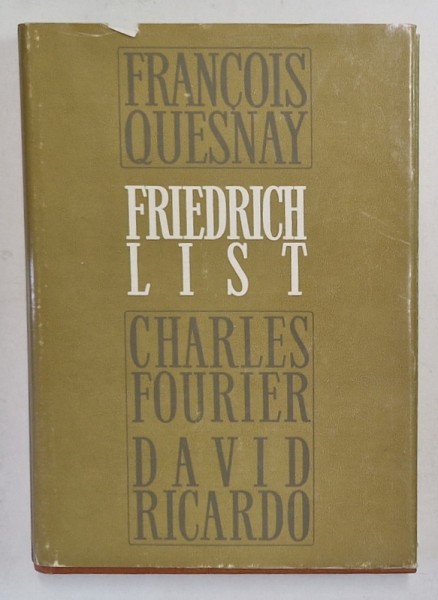 FRANÇOIS
QUESNAY
FRIEDRICH
LIST
CHARLES
FOURIER
DAVID
RICARDO